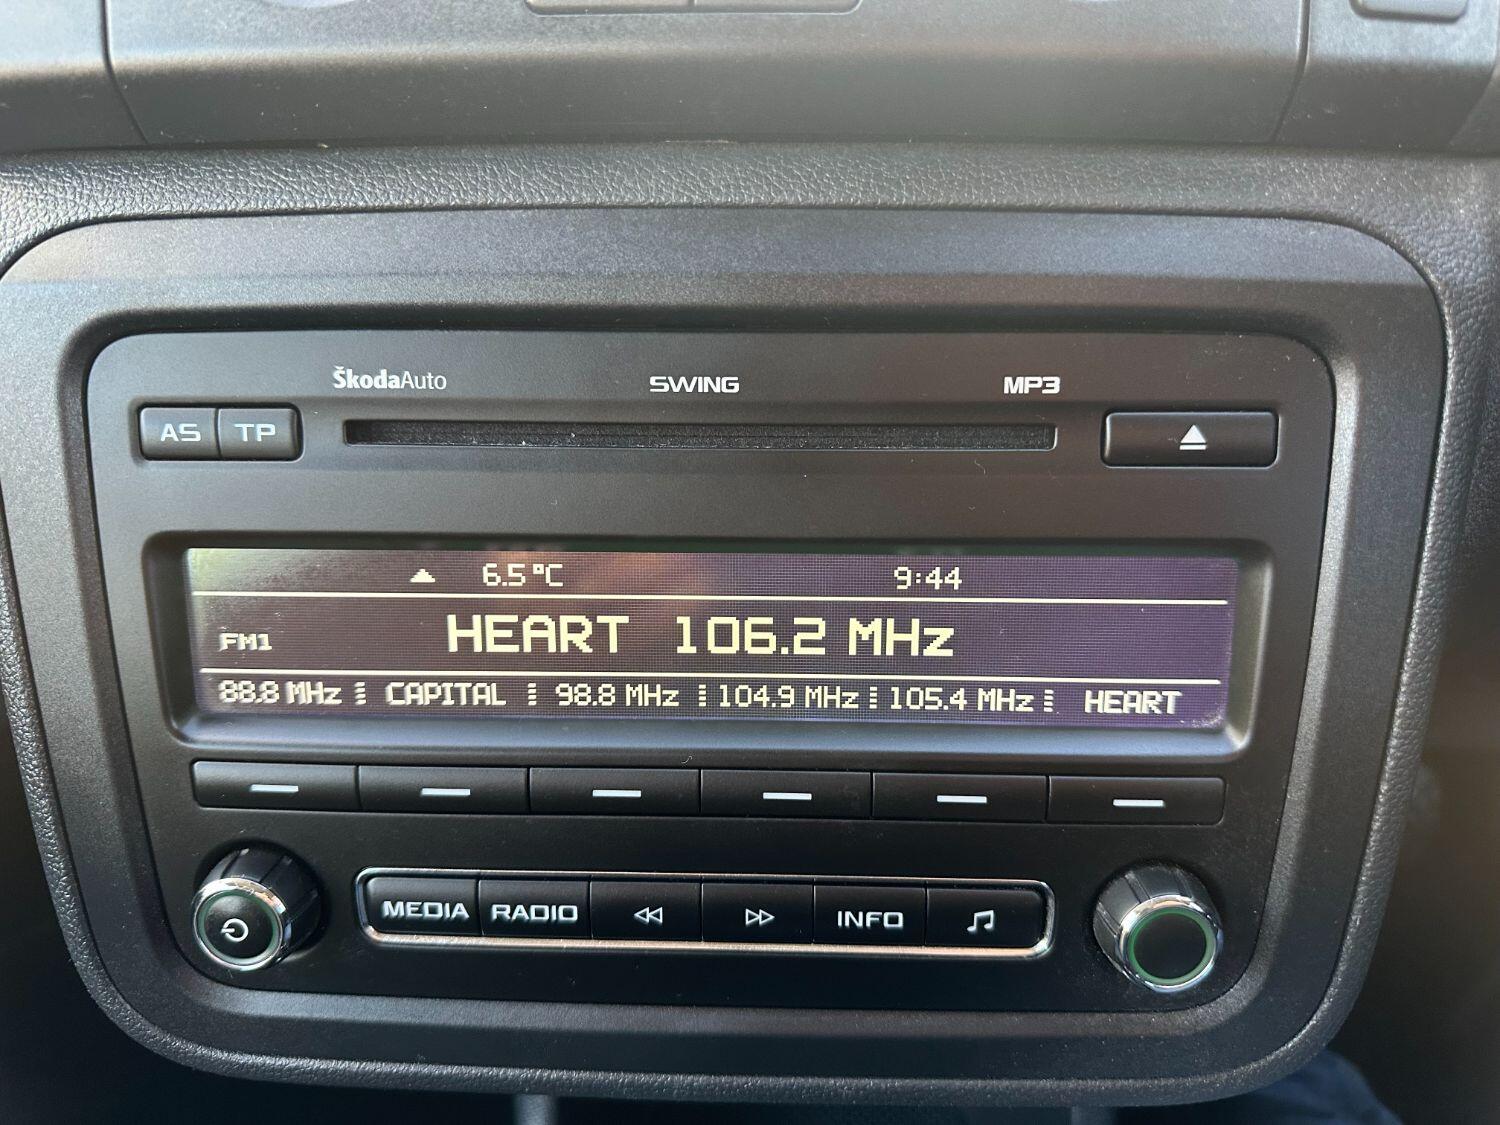 ŠkodaAuto SWING MP3
AS TP
6.5°C 9:44
FM1 HEART 106.2 MHz
88.8 MHz CAPITAL 98.8 MHz 104.9 MHz 105.4 MHz HEART
MEDIA RADIO INFO